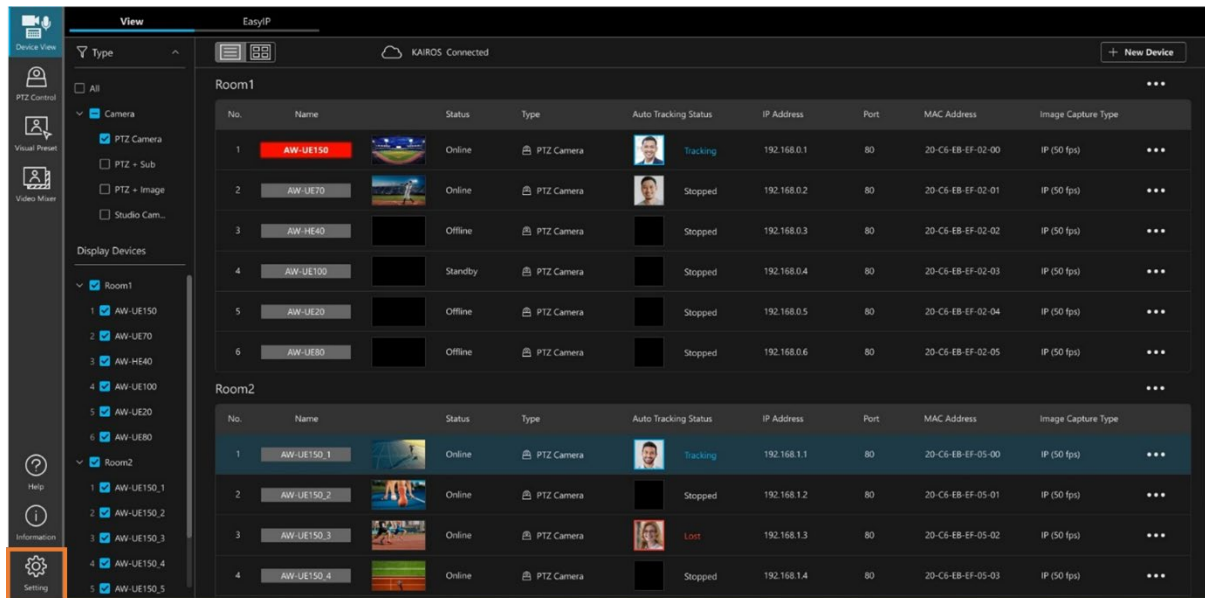 View EasyIP
Device View
Type
KAIROS Connected
+ New Device
PTZ Control
All
Camera
PTZ Camera
PTZ + Sub
PTZ + Image
Studio Cam...
Visual Preset
Video Mixer
Display Devices
Room1
1 AW-UE150
2 AW-UE70
3 AW-HE40
4 AW-UE100
5 AW-UE20
6 AW-UE80
Room2
1 AW-UE150_1
2 AW-UE150_2
3 AW-UE150_3
4 AW-UE150_4
5 AW-UE150_5
Help
Information
Setting
Room1
No. Name Status Type Auto Tracking Status IP Address Port MAC Address Image Capture Type
1 AW-UE150 Online PTZ Camera Tracking 192.168.0.1 80 20-C6-EB-EF-02-00 IP (50 fps)
2 AW-UE70 Online PTZ Camera Stopped 192.168.0.2 80 20-C6-EB-EF-02-01 IP (50 fps)
3 AW-HE40 Offline PTZ Camera Stopped 192.168.0.3 80 20-C6-EB-EF-02-02 IP (50 fps)
4 AW-UE100 Standby PTZ Camera Stopped 192.168.0.4 80 20-C6-EB-EF-02-03 IP (50 fps)
5 AW-UE20 Offline PTZ Camera Stopped 192.168.0.5 80 20-C6-EB-EF-02-04 IP (50 fps)
6 AW-UE80 Offline PTZ Camera Stopped 192.168.0.6 80 20-C6-EB-EF-02-05 IP (50 fps)
Room2
No. Name Status Type Auto Tracking Status IP Address Port MAC Address Image Capture Type
1 AW-UE150_1 Online PTZ Camera Tracking 192.168.1.1 80 20-C6-EB-EF-05-00 IP (50 fps)
2 AW-UE150_2 Online PTZ Camera Stopped 192.168.1.2 80 20-C6-EB-EF-05-01 IP (50 fps)
3 AW-UE150_3 Online PTZ Camera Lost 192.168.1.3 80 20-C6-EB-EF-05-02 IP (50 fps)
4 AW-UE150_4 Online PTZ Camera Stopped 192.168.1.4 80 20-C6-EB-EF-05-03 IP (50 fps)